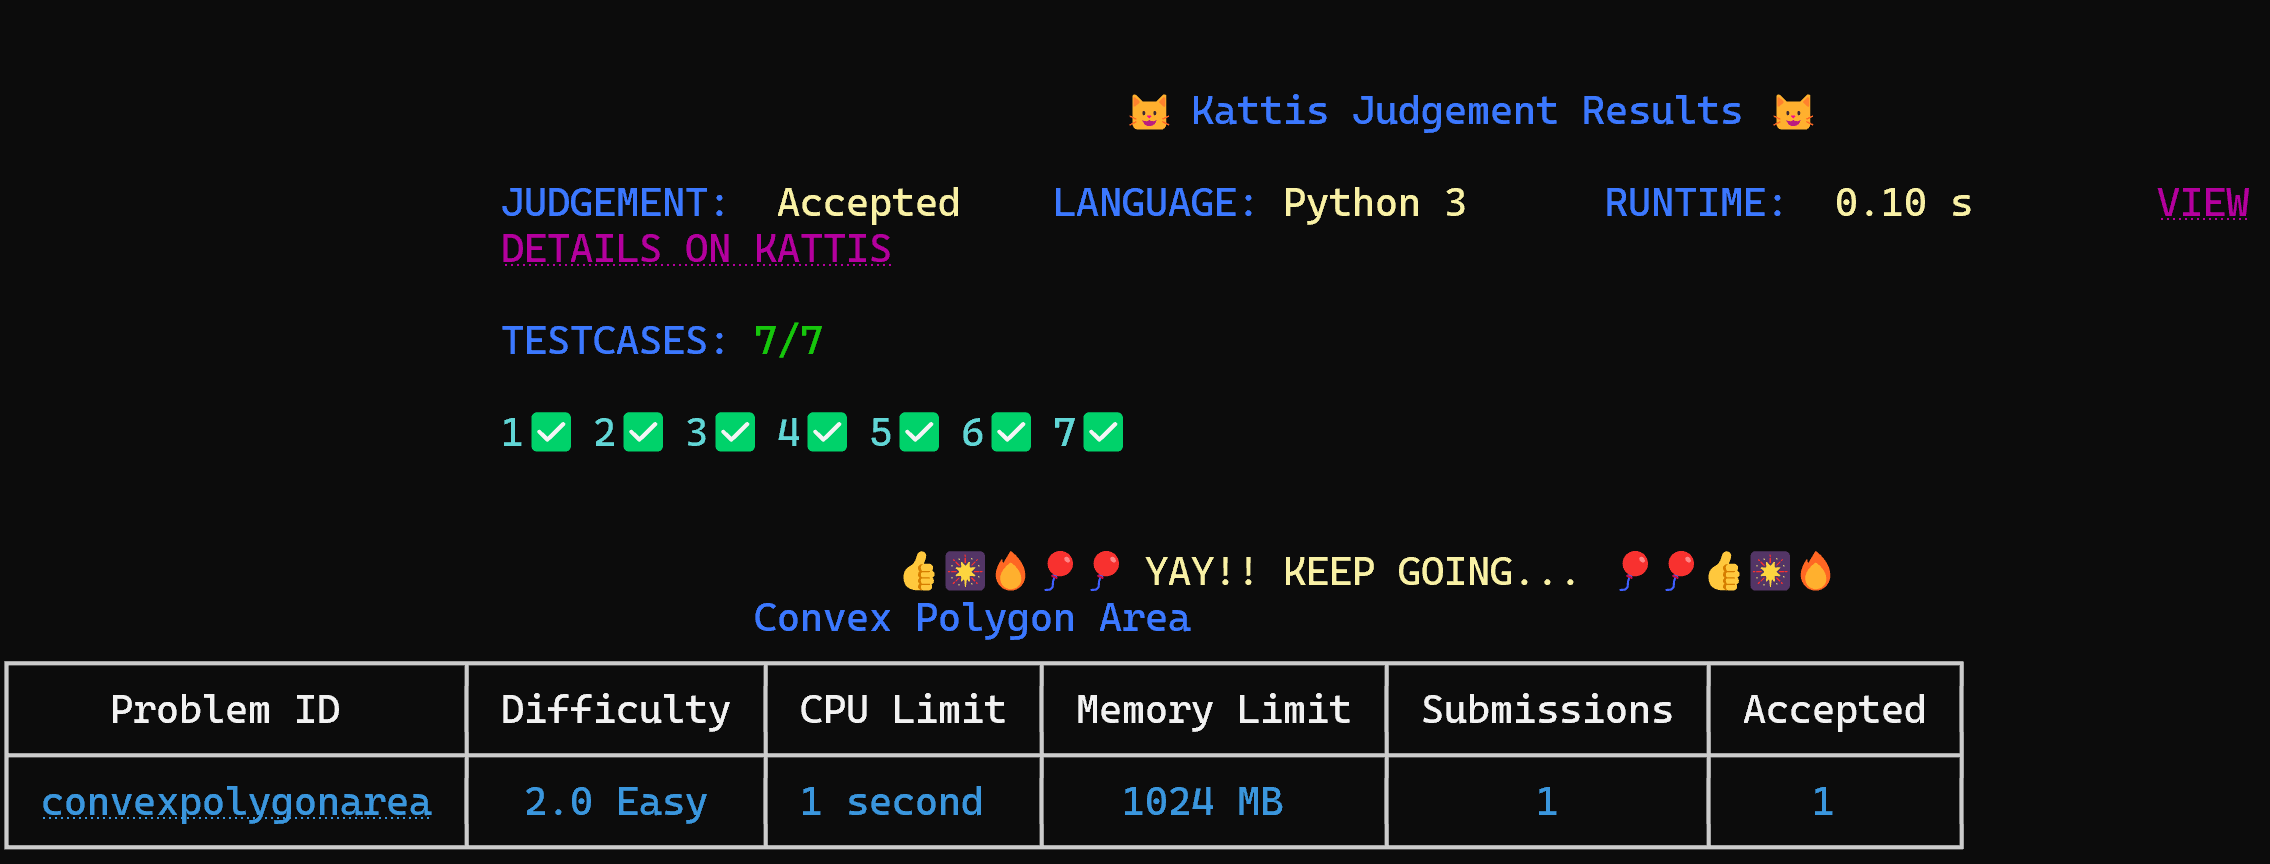 🐱 Kattis Judgement Results 🐱
JUDGEMENT: Accepted LANGUAGE: Python 3 RUNTIME: 0.10 s VIEW
DETAILS ON KATTIS
TESTCASES: 7/7
1✅ 2✅ 3✅ 4✅ 5✅ 6✅ 7✅
👍🎆🔥🎈🎈 YAY!! KEEP GOING... 🎈🎈👍🎆🔥
Convex Polygon Area
Problem ID Difficulty CPU Limit Memory Limit Submissions Accepted
convexpolygonarea 2.0 Easy 1 second 1024 MB 1 1